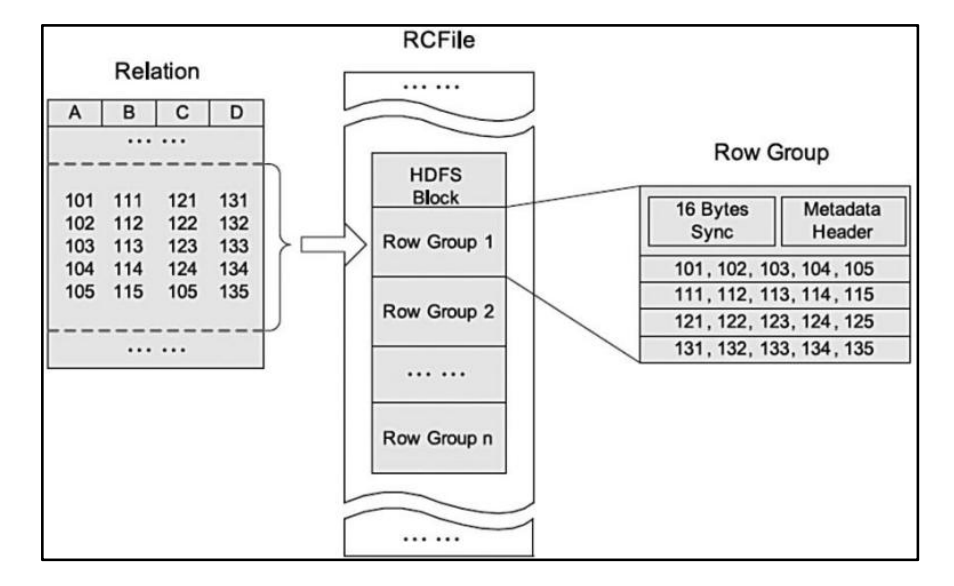 RCFile
Relation
A B C D
... ...
101 111 121 131
102 112 122 132
103 113 123 133
104 114 124 134
105 115 105 135
... ...
... ...
HDFS
Block
Row Group 1
Row Group 2
... ...
Row Group n
... ...
Row Group
16 Bytes
Sync
Metadata
Header
101, 102, 103, 104, 105
111, 112, 113, 114, 115
121, 122, 123, 124, 125
131, 132, 133, 134, 135